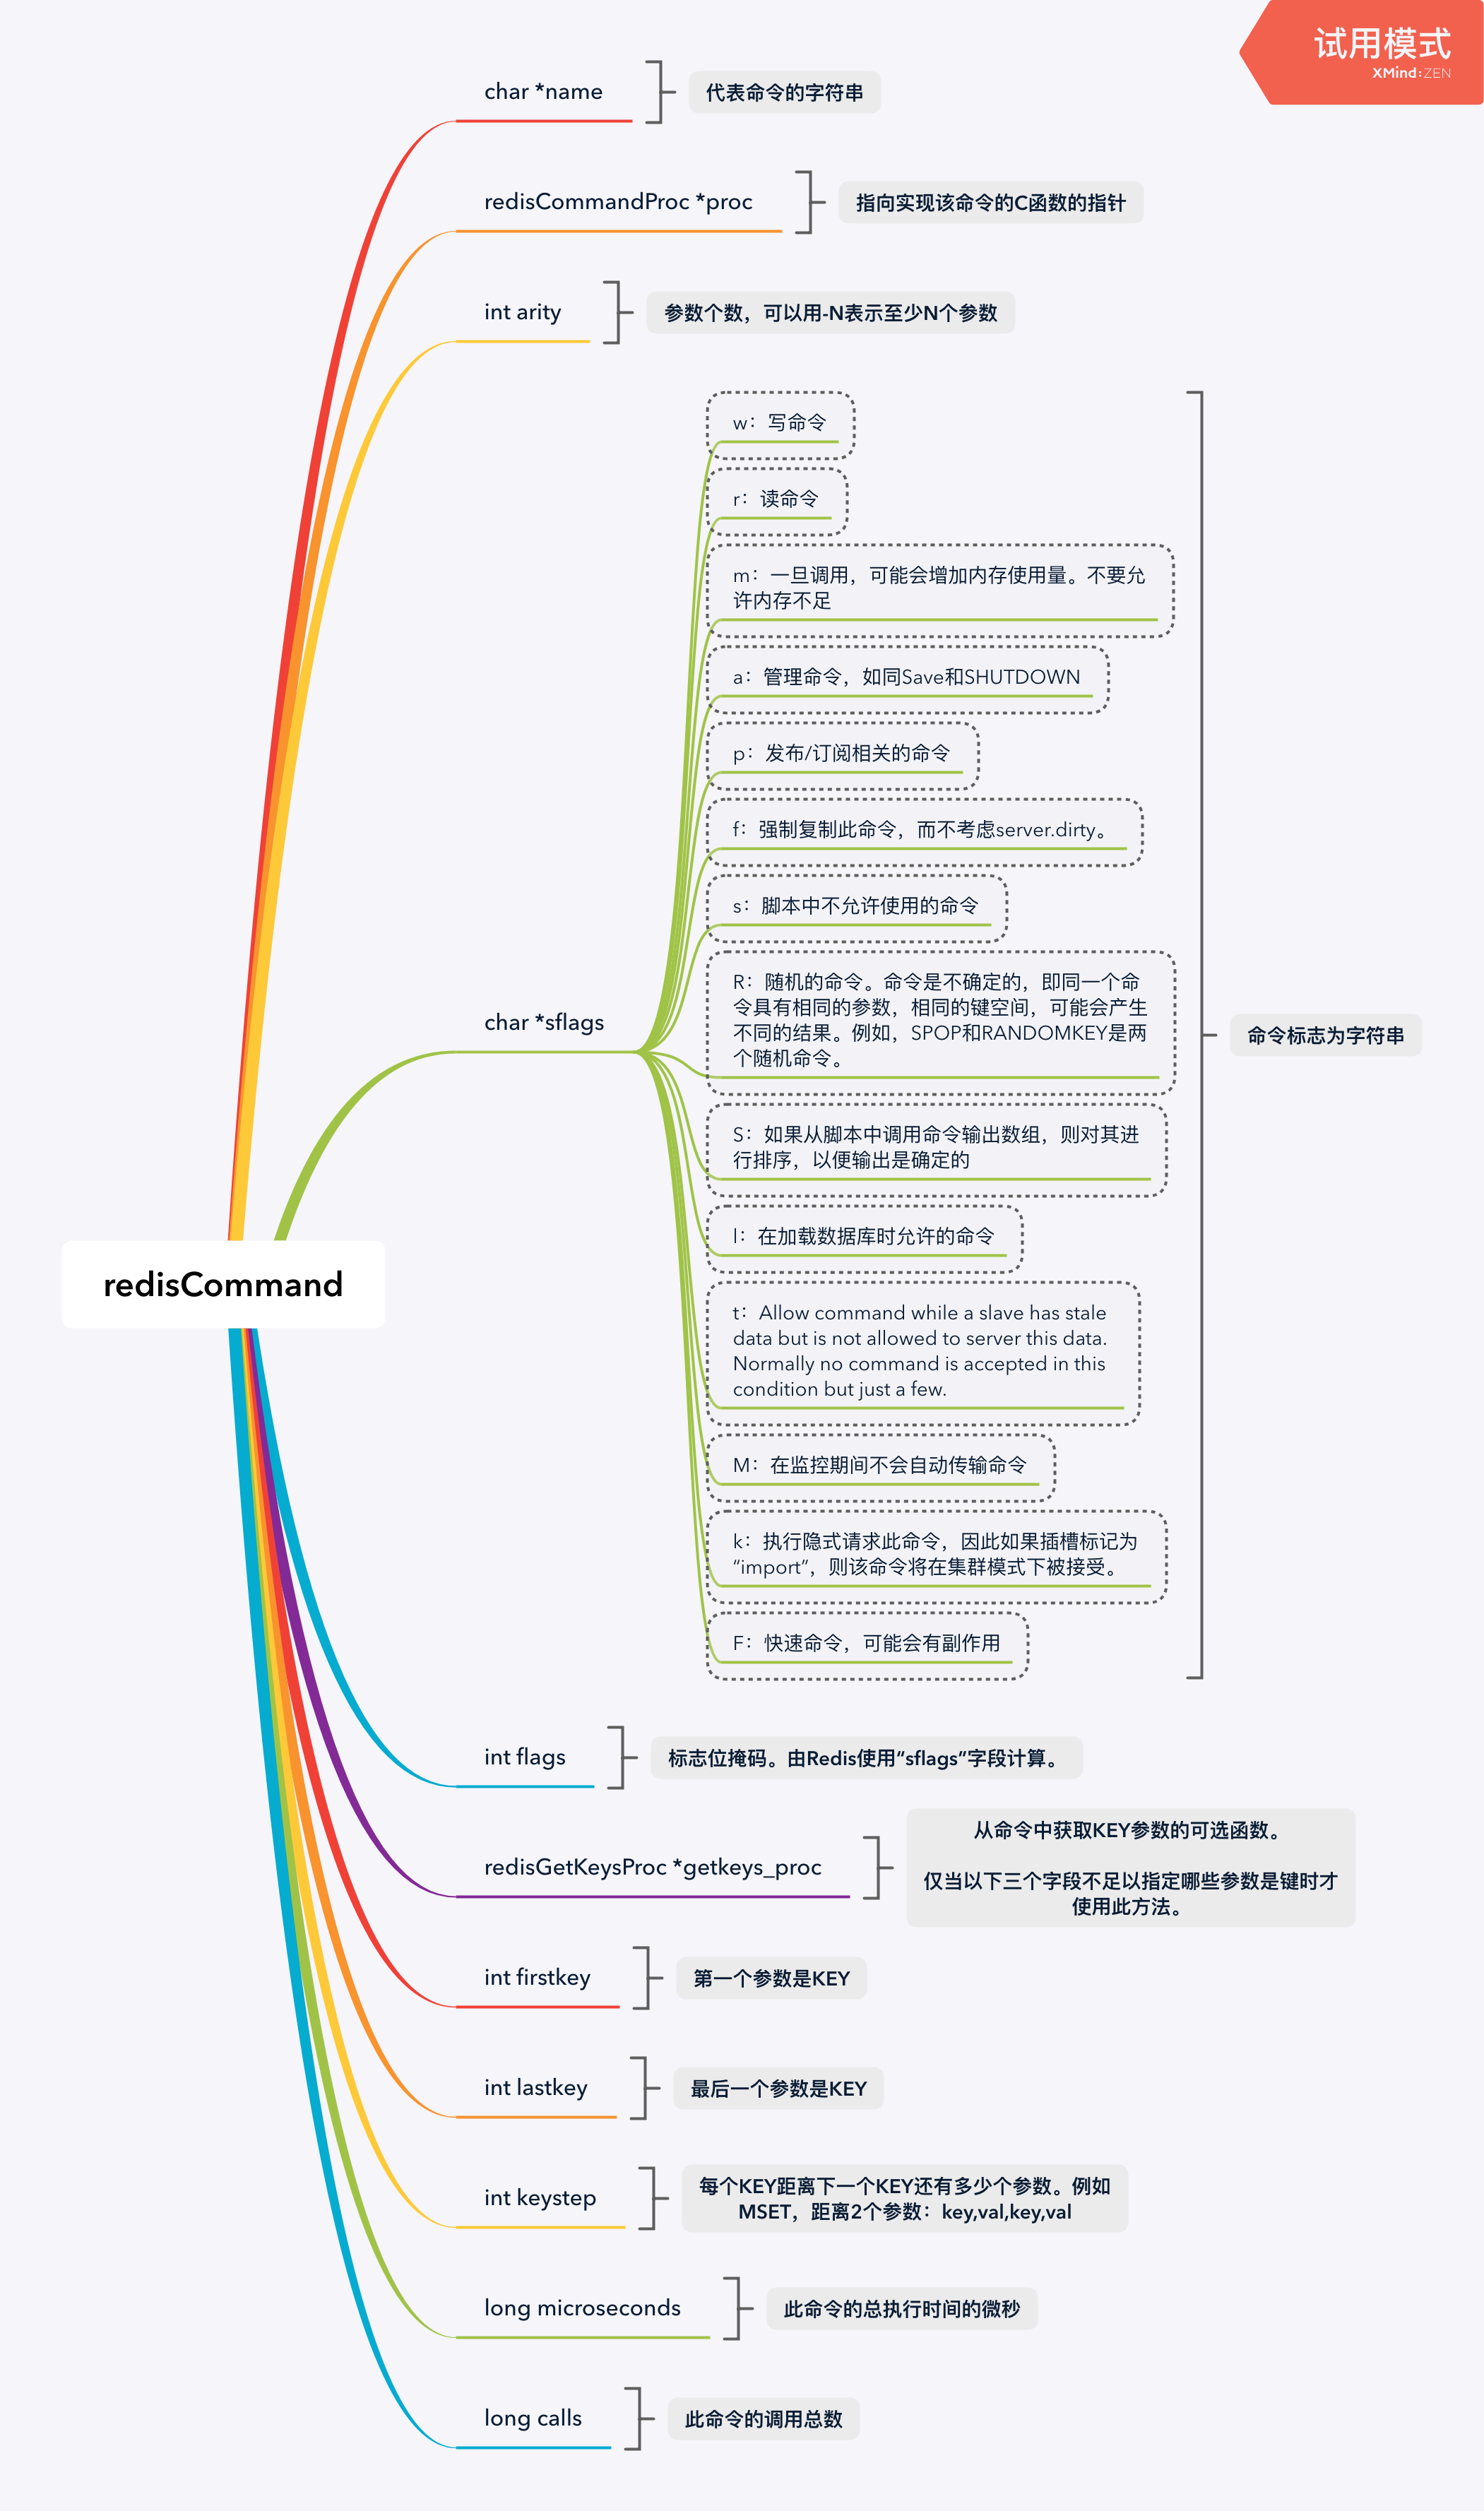 试用模式
XMind:ZEN
char *name
代表命令的字符串
redisCommandProc *proc
指向实现该命令的C函数的指针
int arity
参数个数，可以用-N表示至少N个参数
redisCommand
char *sflags
w：写命令
r：读命令
m：一旦调用，可能会增加内存使用量。不要允
许内存不足
a：管理命令，如同Save和SHUTDOWN
p：发布/订阅相关的命令
f：强制复制此命令，而不考虑server.dirty。
s：脚本中不允许使用的命令
R：随机的命令。命令是不确定的，即同一个命
令具有相同的参数，相同的键空间，可能会产生
不同的结果。例如，SPOP和RANDOMKEY是两
个随机命令。
S：如果从脚本中调用命令输出数组，则对其进
行排序，以便输出是确定的
l：在加载数据库时允许的命令
t：Allow command while a slave has stale
data but is not allowed to server this data.
Normally no command is accepted in this
condition but just a few.
M：在监控期间不会自动传输命令
k：执行隐式请求此命令，因此如果插槽标记为
“import”，则该命令将在集群模式下被接受。
F：快速命令，可能会有副作用
命令标志为字符串
int flags
标志位掩码。由Redis使用“sflags”字段计算。
redisGetKeysProc *getkeys_proc
从命令中获取KEY参数的可选函数。
仅当以下三个字段不足以指定哪些参数是键时才
使用此方法。
int firstkey
第一个参数是KEY
int lastkey
最后一个参数是KEY
int keystep
每个KEY距离下一个KEY还有多少个参数。例如
MSET，距离2个参数：key,val,key,val
long microseconds
此命令的总执行时间的微秒
long calls
此命令的调用总数